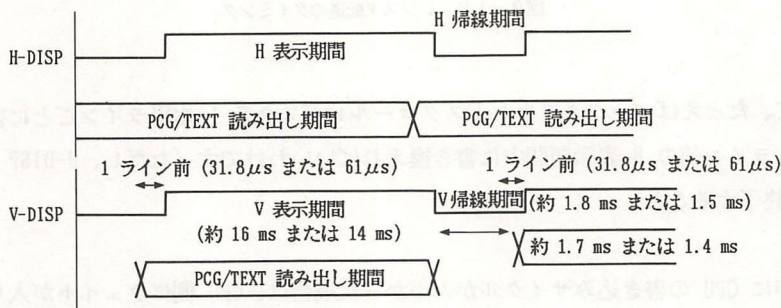 H 帰線期間
H-DISP
H 表示期間
PCG/TEXT 読み出し期間
PCG/TEXT 読み出し期間
1 ライン前 (31.8μs または 61μs)
1 ライン前 (31.8μs または 61μs)
V-DISP
V 表示期間
(約 16 ms または 14 ms)
V帰線期間
(約 1.8 ms または 1.5 ms)
約 1.7 ms または 1.4 ms
PCG/TEXT 読み出し期間